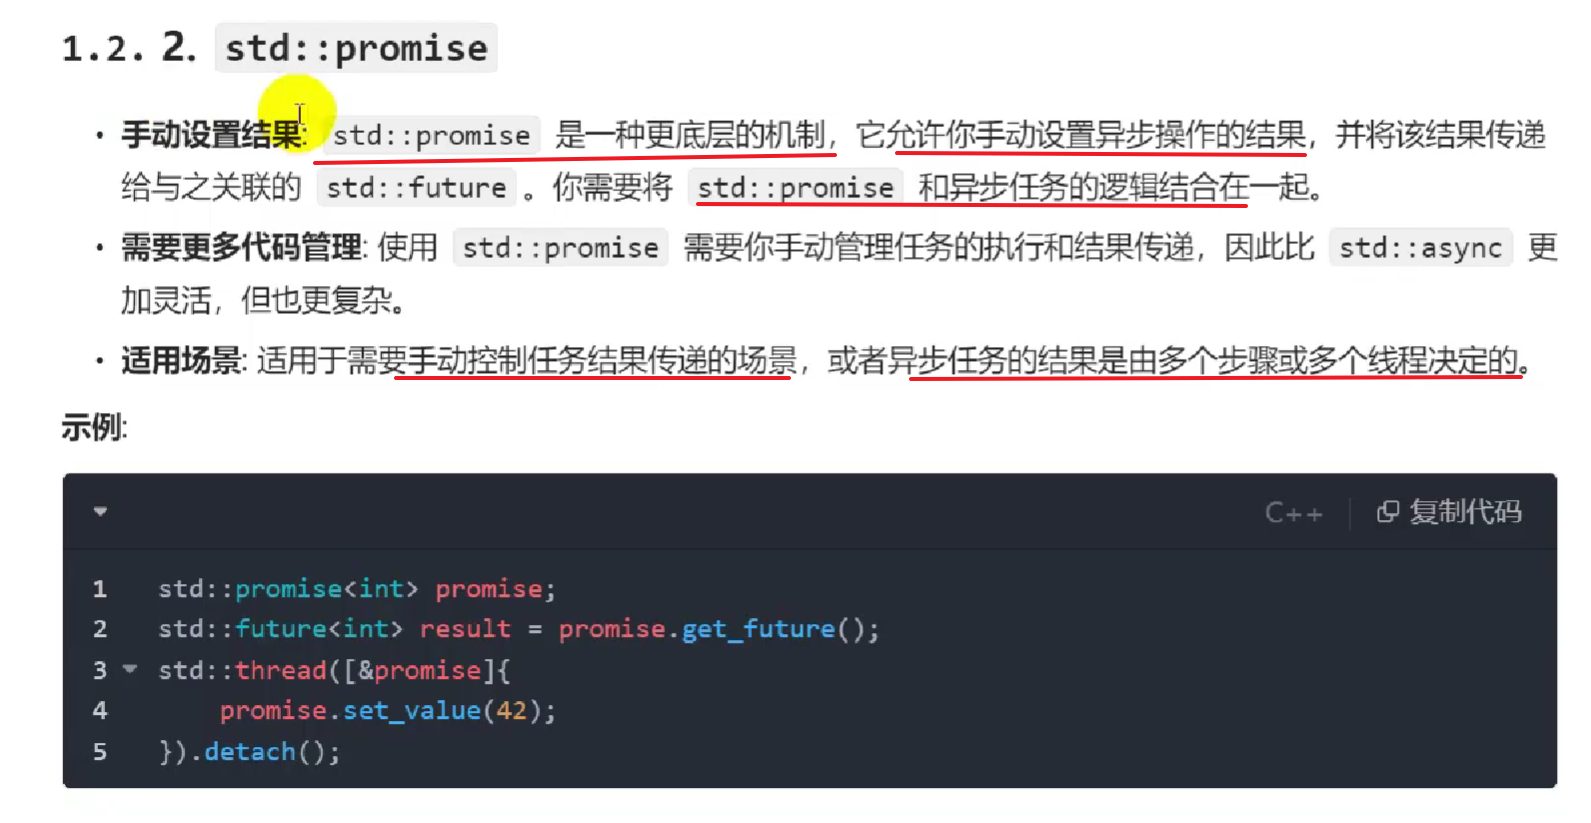 1.2. 2. std::promise
• 手动设置结果: std::promise 是一种更底层的机制，它允许你手动设置异步操作的结果，并将该结果传递
给与之关联的 std::future 。你需要将 std::promise 和异步任务的逻辑结合在一起。
• 需要更多代码管理: 使用 std::promise 需要你手动管理任务的执行和结果传递，因此比 std::async 更
加灵活，但也更复杂。
• 适用场景: 适用于需要手动控制任务结果传递的场景，或者异步任务的结果是由多个步骤或多个线程决定的。
示例:
C++ 复制代码
1 std::promise<int> promise;
2 std::future<int> result = promise.get_future();
3 std::thread([&promise]{
4 promise.set_value(42);
5 }).detach();